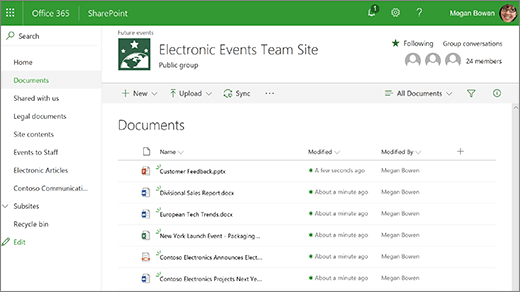 Office 365
SharePoint
1
?
Megan Bowen
Search
Home
Documents
Shared with us
Legal documents
Site contents
Events to Staff
Electronic Articles
Contoso Communicati...
Subsites
Recycle bin
Edit
Future events
Electronic Events Team Site
Public group
Following
Group conversations
24 members
+ New
Upload
Sync
...
All Documents
Documents
Name
Modified
Modified By
+
Customer Feedback.pptx
A few seconds ago
Megan Bowen
Divisional Sales Report.docx
About a minute ago
Megan Bowen
European Tech Trends.docx
About a minute ago
Megan Bowen
New York Launch Event - Packaging...
About a minute ago
Megan Bowen
Contoso Electronics Announces Elect...
About a minute ago
Megan Bowen
Contoso Electronics Projects Next Ye...
About a minute ago
Megan Bowen